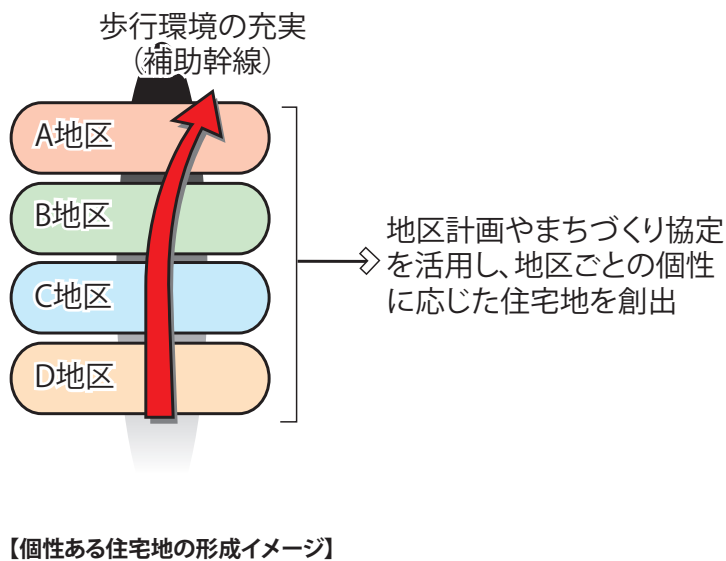 歩行環境の充実
（補助幹線）
A地区
B地区
C地区
D地区
地区計画やまちづくり協定
を活用し、地区ごとの個性
に応じた住宅地を創出
【個性ある住宅地の形成イメージ】